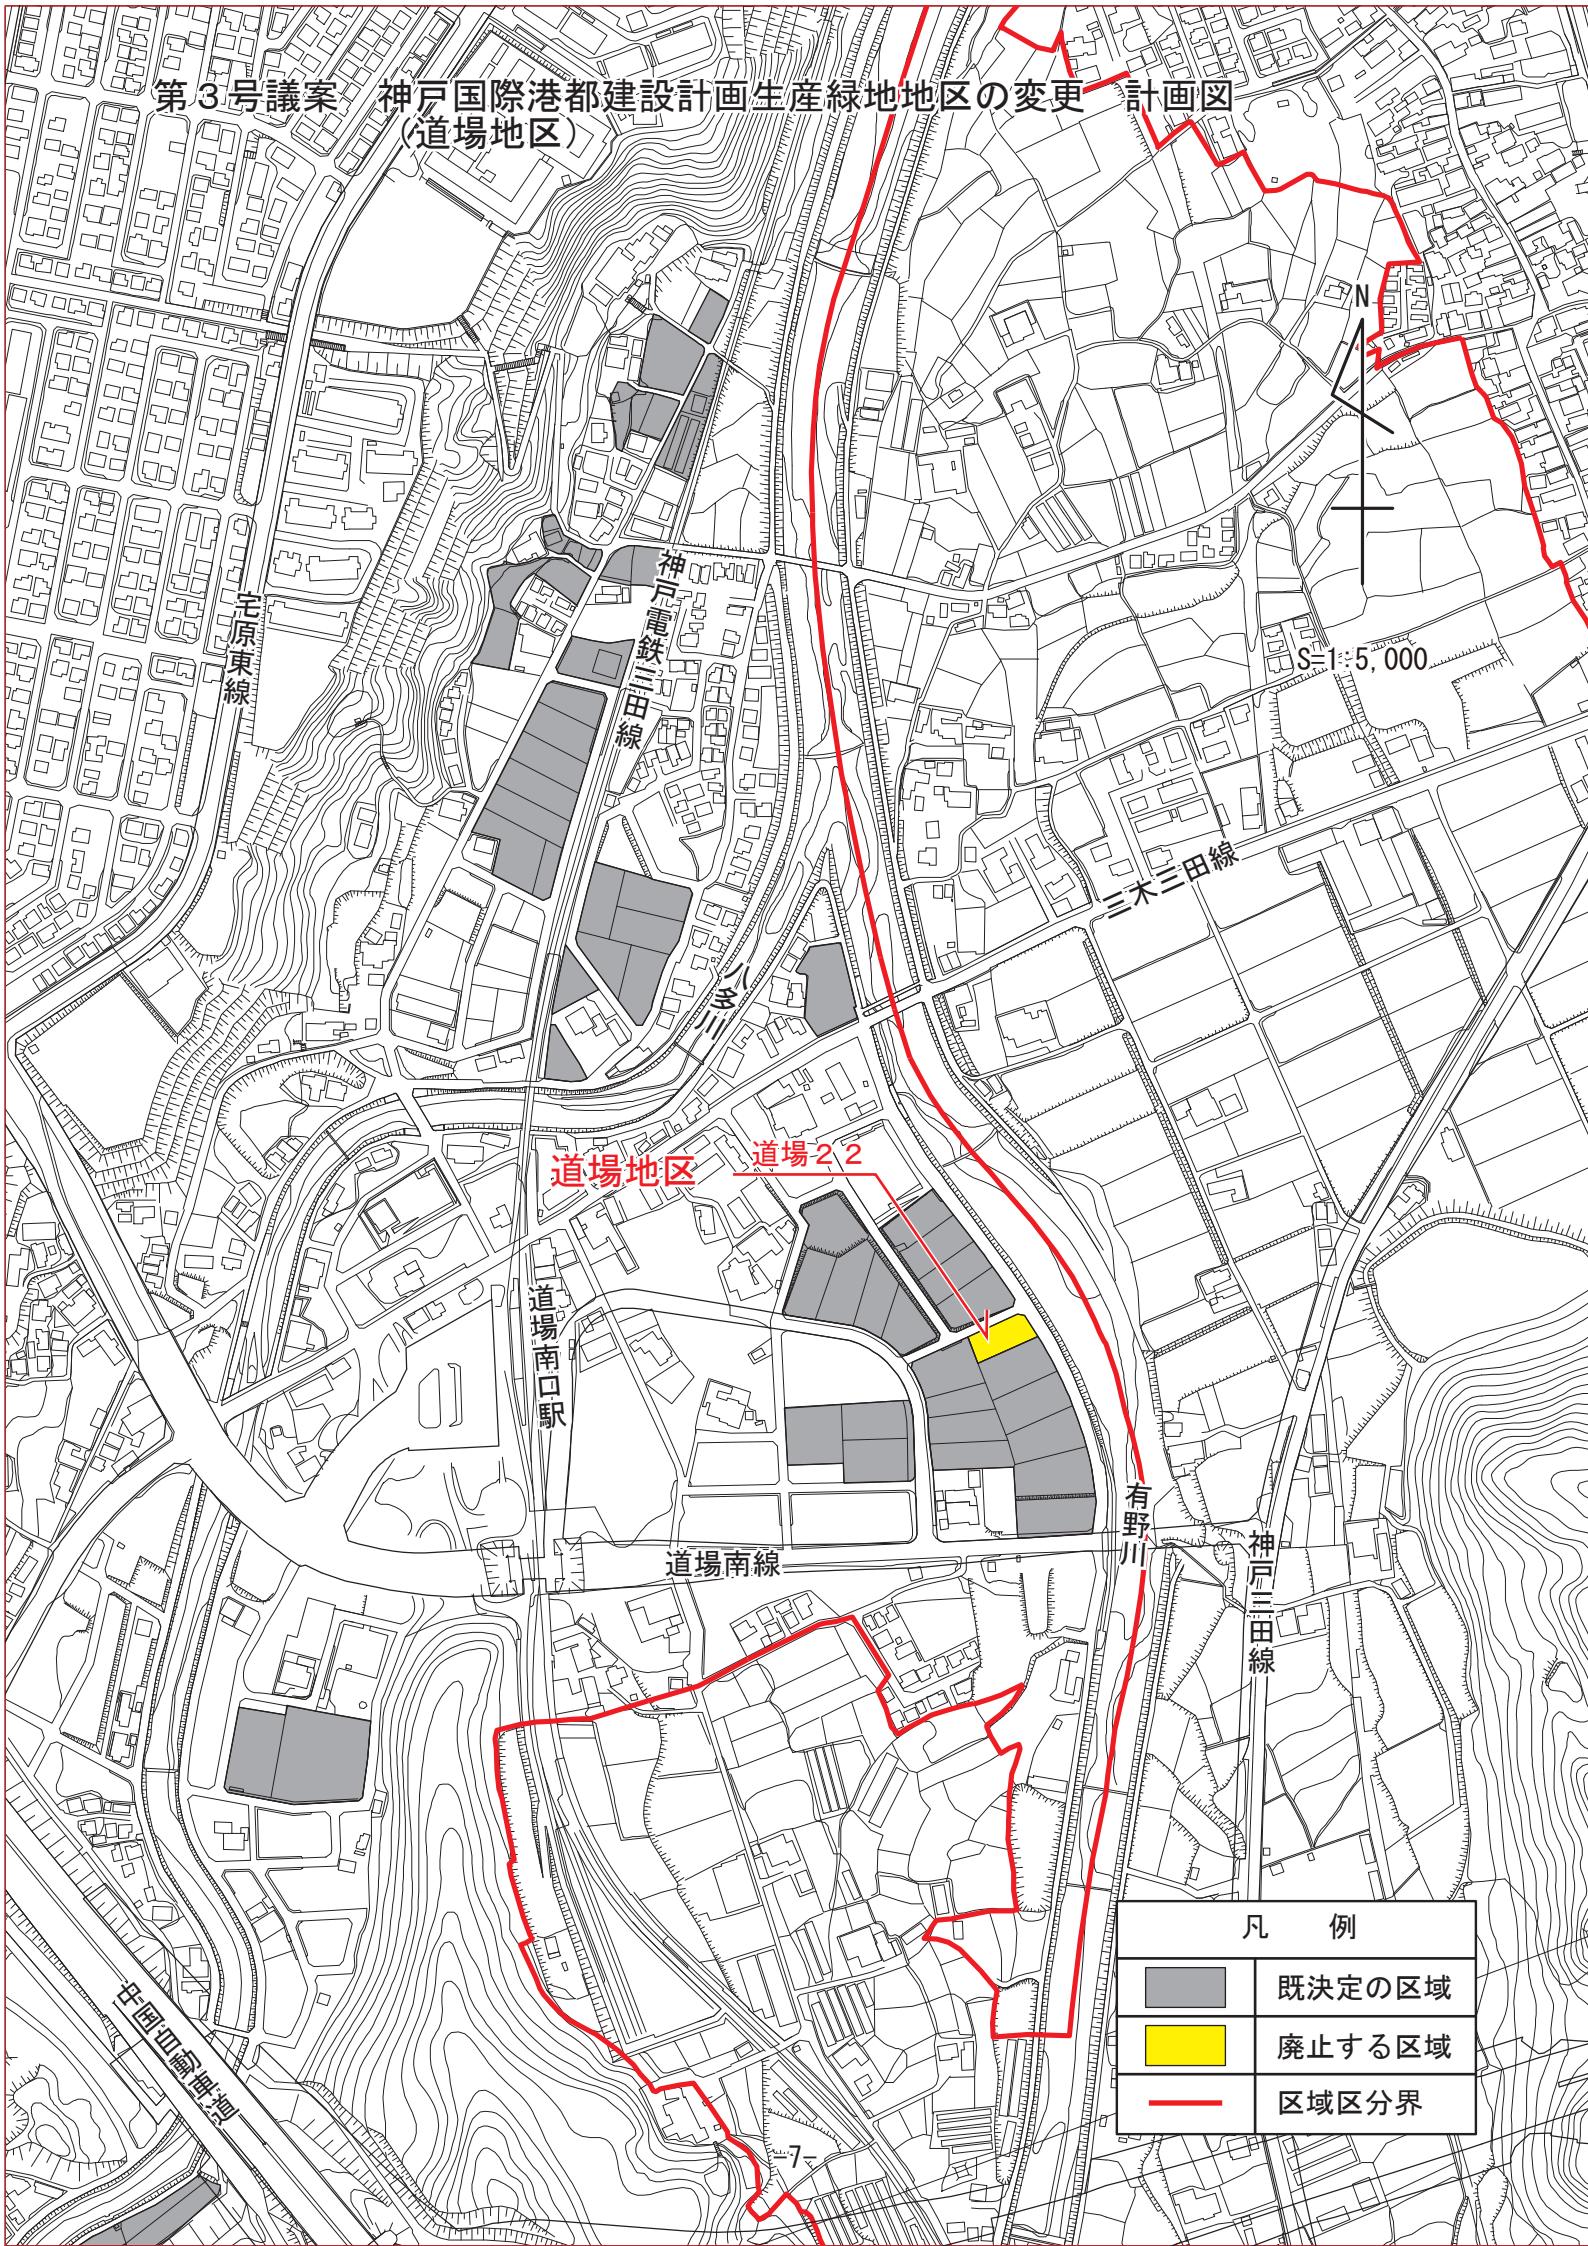 第３号議案　神戸国際港都建設計画生産緑地地区の変更　計画図
（道場地区）
N
S=1:5,000
宅原東線
神戸電鉄三田線
三木三田線
八多川
道場地区
道場２２
道場南口駅
有野川
神戸三田線
道場南線
中国自動車道
凡　例
既決定の区域
廃止する区域
区域区分界
-7-